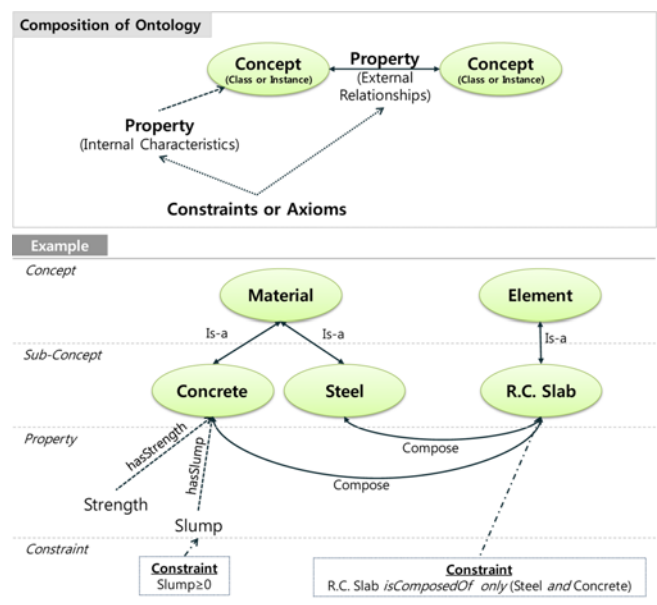 Composition of Ontology
Concept
(Class or Instance)
Property
(External
Relationships)
Concept
(Class or Instance)
Property
(Internal Characteristics)
Constraints or Axioms
Example
Concept
Material
Element
Is-a
Is-a
Is-a
Sub-Concept
Concrete
Steel
R.C. Slab
Property
hasStrength
hasSlump
Compose
Compose
Strength
Slump
Constraint
Constraint
Slump≥0
Constraint
R.C. Slab isComposedOf only (Steel and Concrete)